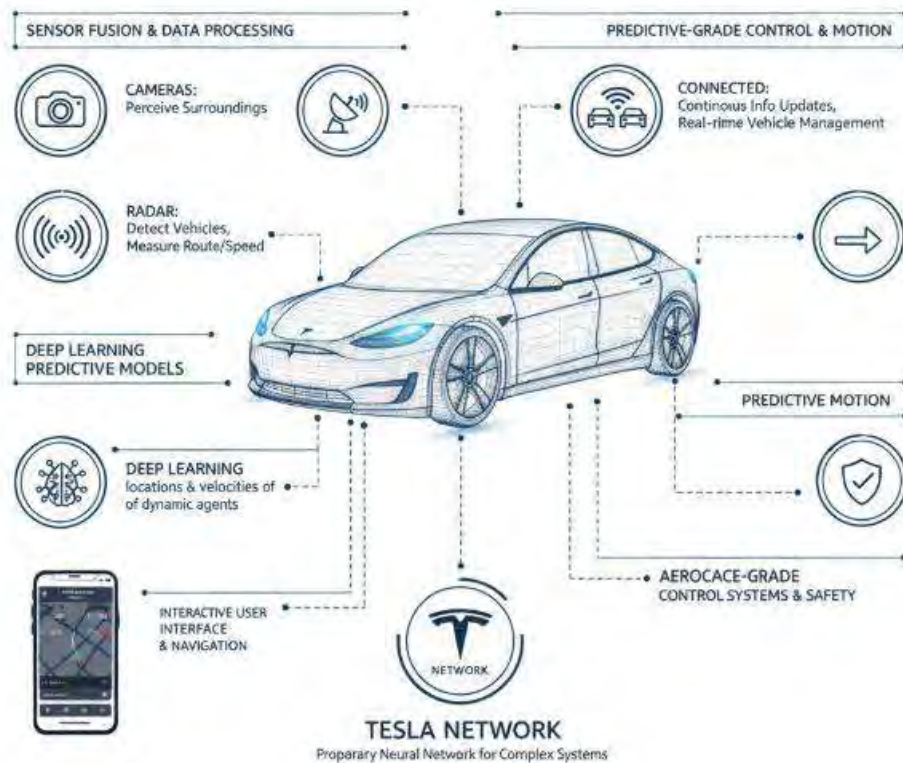 SENSOR FUSION & DATA PROCESSING
PREDICTIVE-GRADE CONTROL & MOTION
CAMERAS:
Perceive Surroundings
CONNECTED:
Continoxus Info Updates,
Real-rime Vehicle Management
RADAR:
Detect Vehicles,
Measure Route/Speed
DEEP LEARNING
PREDICTIVE MODELS
PREDICTIVE MOTION
DEEP LEARNING
locations & velocities of
of dynamic agents
AEROCACE-GRADE
CONTROL SYSTEMS & SAFETY
INTERACTIVE USER
INTERFACE
& NAVIGATION
NETWORK
TESLA NETWORK
Proparary Neural Network for Complex Systems